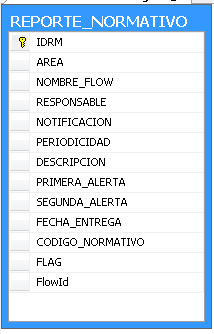 REPORTE_NORMATIVO
IDRM
AREA
NOMBRE_FLOW
RESPONSABLE
NOTIFICACION
PERIODICIDAD
DESCRIPCION
PRIMERA_ALERTA
SEGUNDA_ALERTA
FECHA_ENTREGA
CODIGO_NORMATIVO
FLAG
FlowId